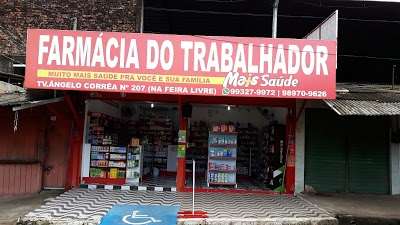 FARMÁCIA DO TRABALHADOR
MUITO MAIS SAÚDE PRA VOCÊ E SUA FAMÍLIA
Mais Saúde
TV. ÂNGELO CORRÊA Nº 207 (NA FEIRA LIVRE)
99327-9972 | 98970-9626